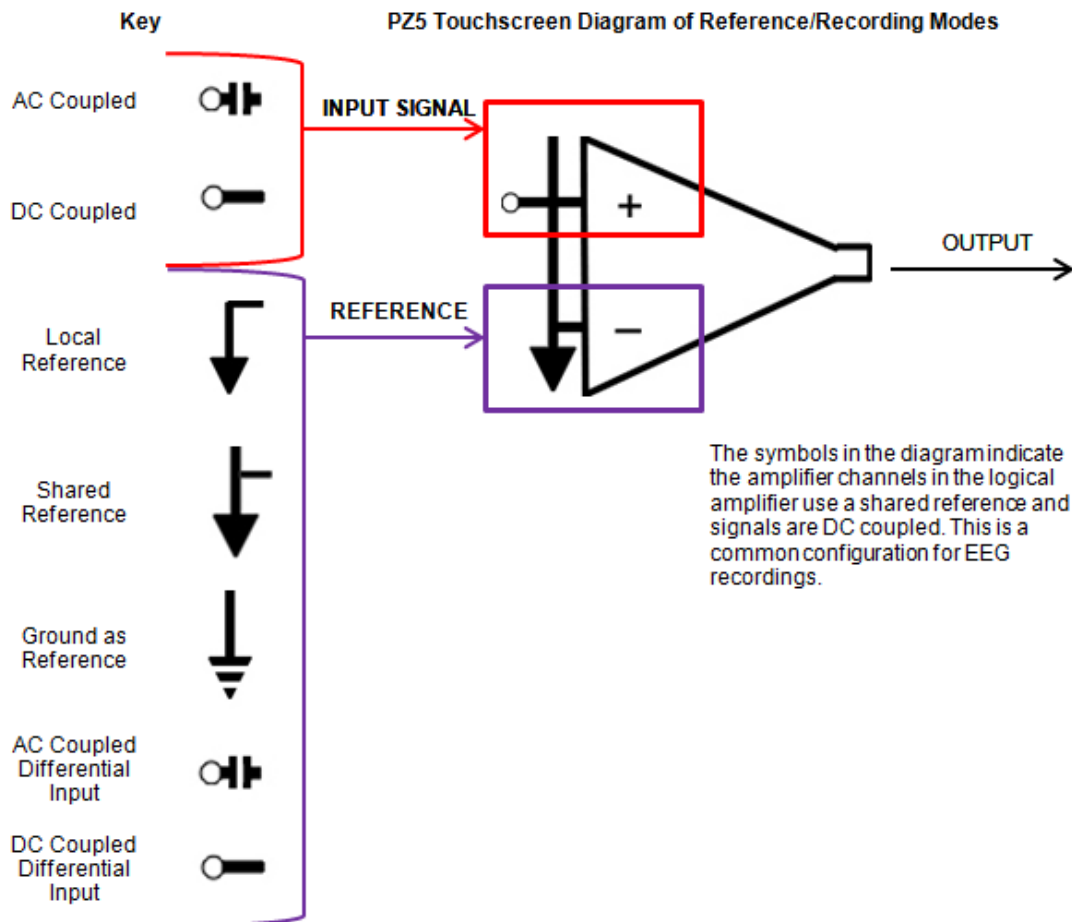 Key
PZ5 Touchscreen Diagram of Reference/Recording Modes
AC Coupled
DC Coupled
INPUT SIGNAL
+
OUTPUT
REFERENCE
−
Local
Reference
Shared
Reference
Ground as
Reference
AC Coupled
Differential
Input
DC Coupled
Differential
Input
The symbols in the diagram indicate
the amplifier channels in the logical
amplifier use a shared reference and
signals are DC coupled. This is a
common configuration for EEG
recordings.